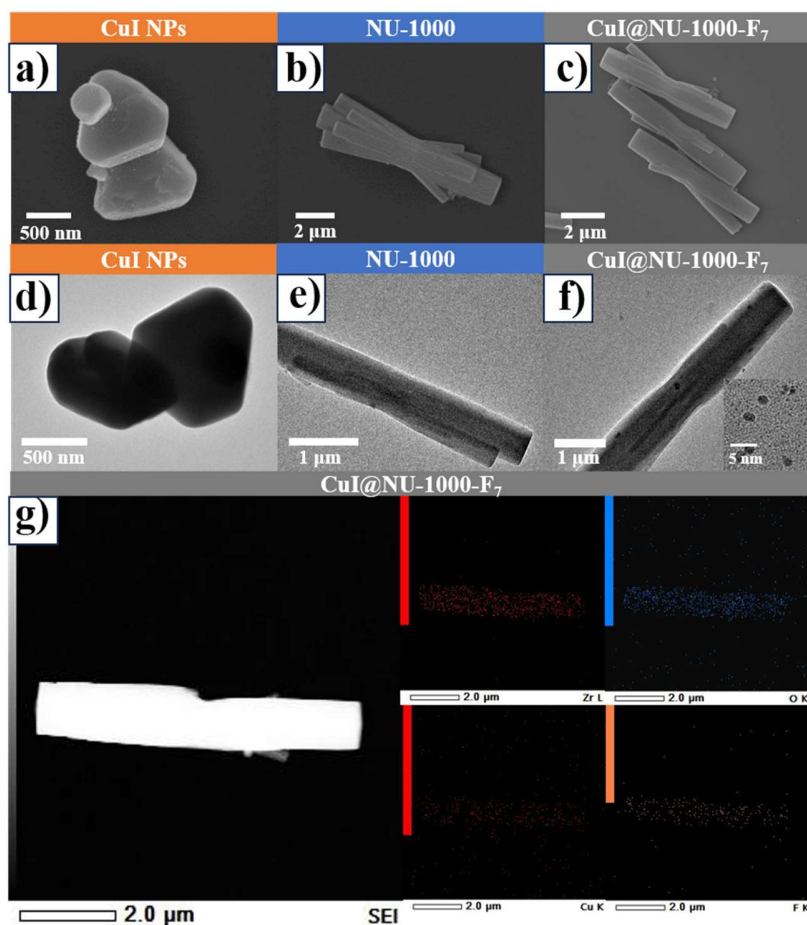 CuI NPs NU-1000 CuI@NU-1000-F₇
a) b) c)
500 nm 2 μm 2 μm
CuI NPs NU-1000 CuI@NU-1000-F₇
d) e) f)
500 nm 1 μm 1 μm 5 nm
CuI@NU-1000-F₇
g)
2.0 μm Zr L 2.0 μm O K
2.0 μm SEI 2.0 μm Cu K 2.0 μm F K